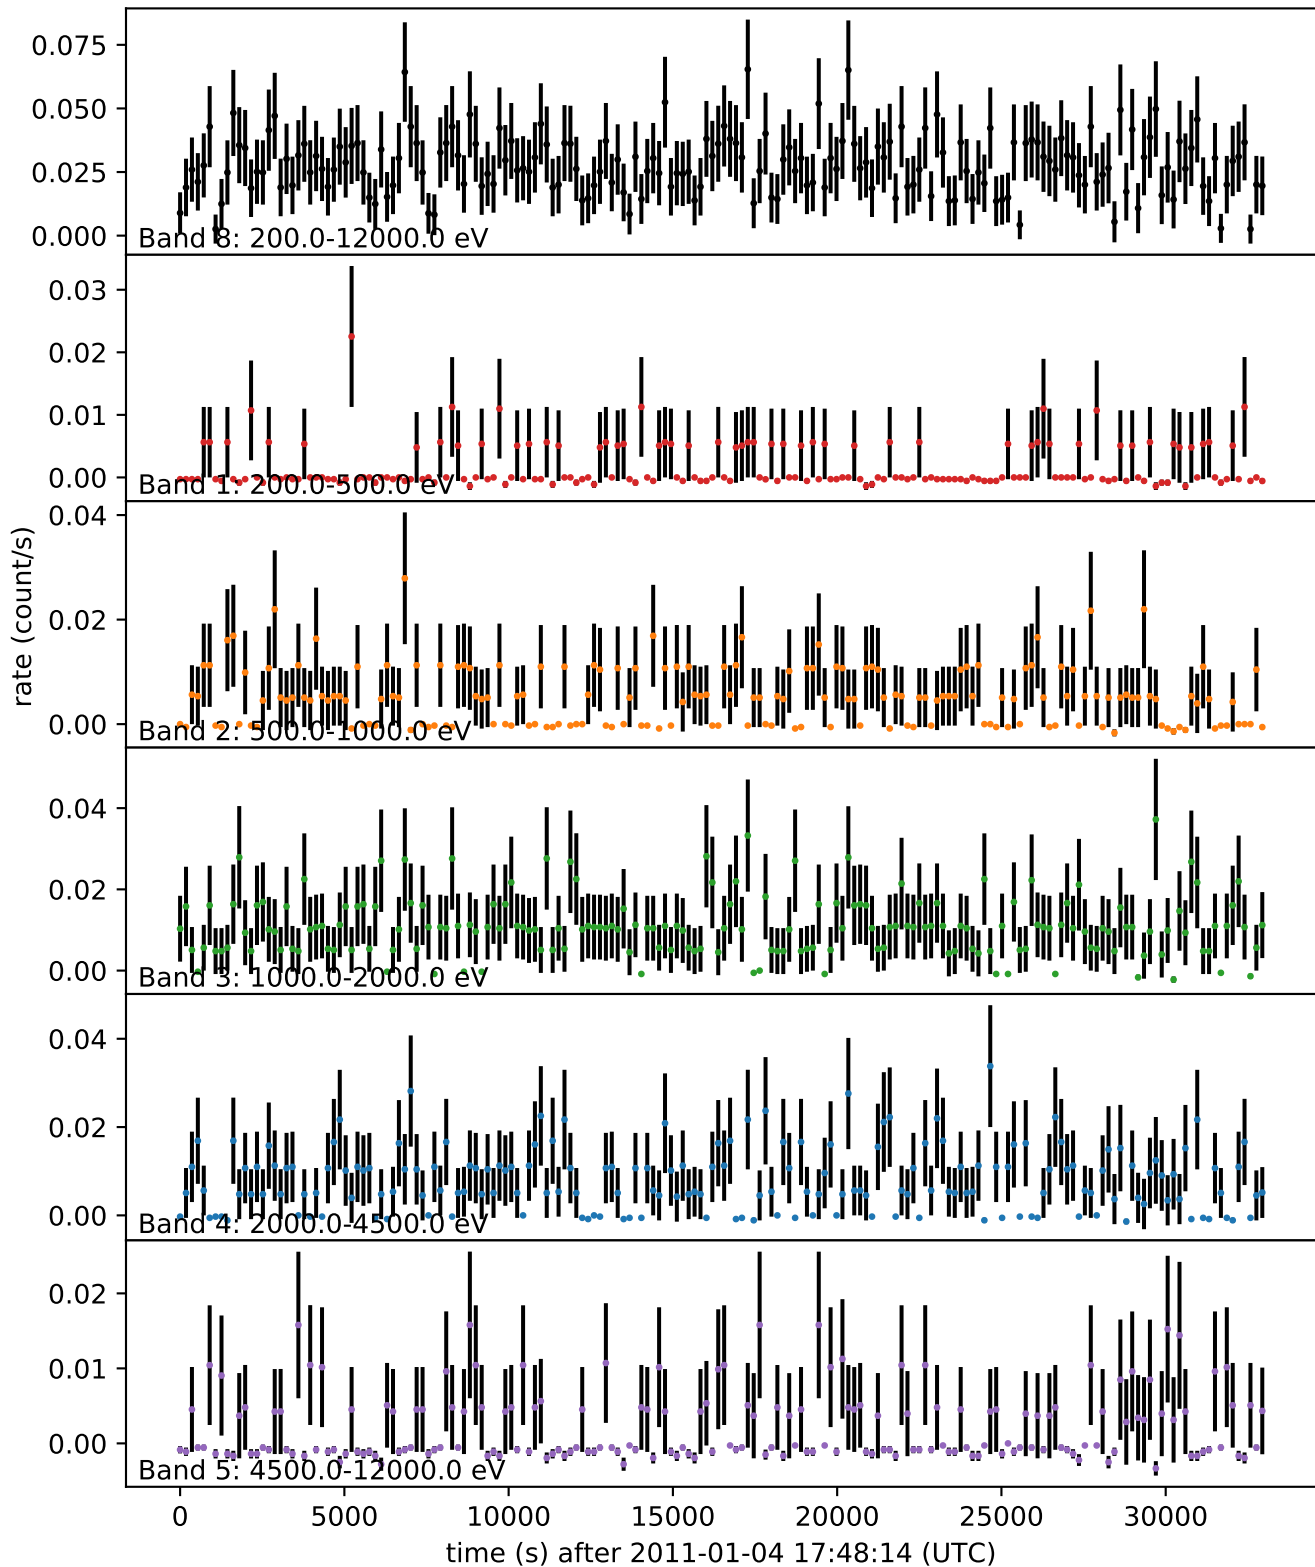 0.075
0.050
0.025
0.000
Band 8: 200.0-12000.0 eV
0.03
0.02
0.01
0.00
Band 1: 200.0-500.0 eV
rate (count/s)
0.04
0.02
0.00
Band 2: 500.0-1000.0 eV
0.04
0.02
0.00
Band 3: 1000.0-2000.0 eV
0.04
0.02
0.00
Band 4: 2000.0-4500.0 eV
0.02
0.01
0.00
Band 5: 4500.0-12000.0 eV
0 5000 10000 15000 20000 25000 30000
time (s) after 2011-01-04 17:48:14 (UTC)